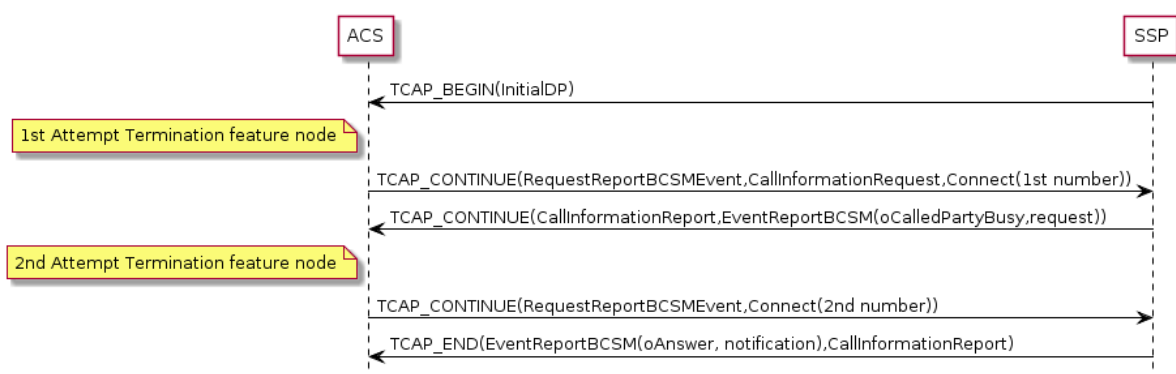 ACS SSP
TCAP_BEGIN(InitialDP)
1st Attempt Termination feature node
TCAP_CONTINUE(RequestReportBCSMEvent,CallInformationRequest,Connect(1st number))
TCAP_CONTINUE(CallInformationReport,EventReportBCSM(oCalledPartyBusy,request))
2nd Attempt Termination feature node
TCAP_CONTINUE(RequestReportBCSMEvent,Connect(2nd number))
TCAP_END(EventReportBCSM(oAnswer, notification),CallInformationReport)